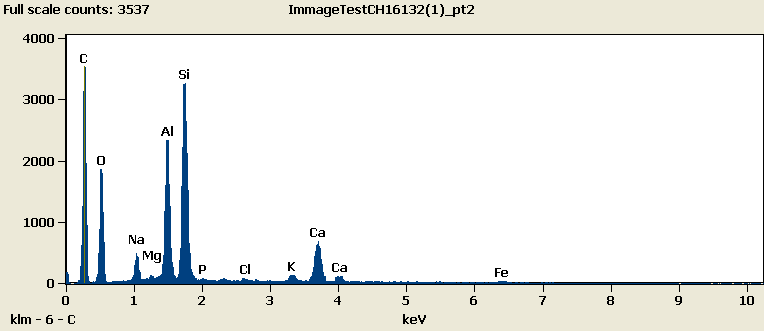 Full scale counts: 3537 ImmageTestCH16132(1)_pt2
4000
C
Si
3000
Al
O
2000
1000
Na
Mg
P
Cl
K
Ca
Ca
Fe
0
0 1 2 3 4 5 6 7 8 9 10
klm - 6 - C keV